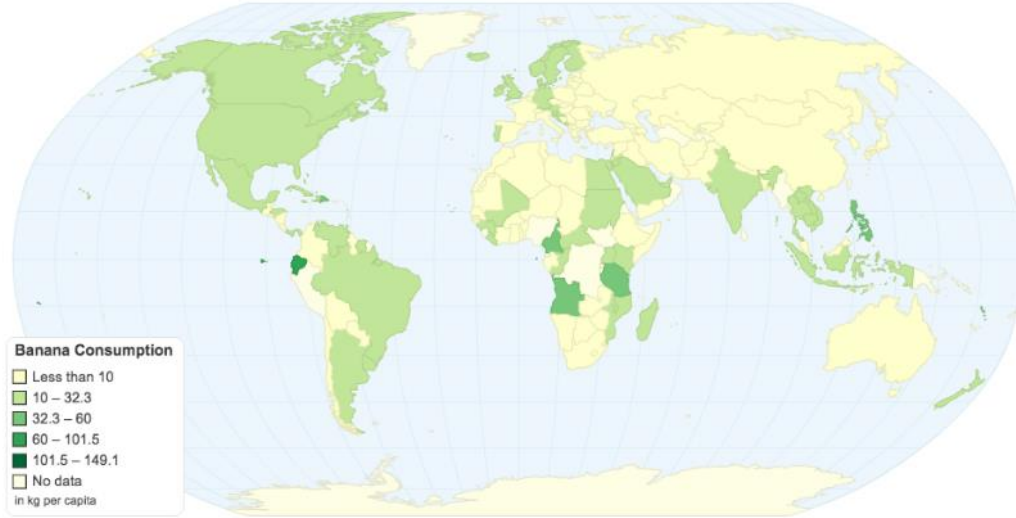 Banana Consumption
Less than 10
10 – 32.3
32.3 – 60
60 – 101.5
101.5 – 149.1
No data
in kg per capita